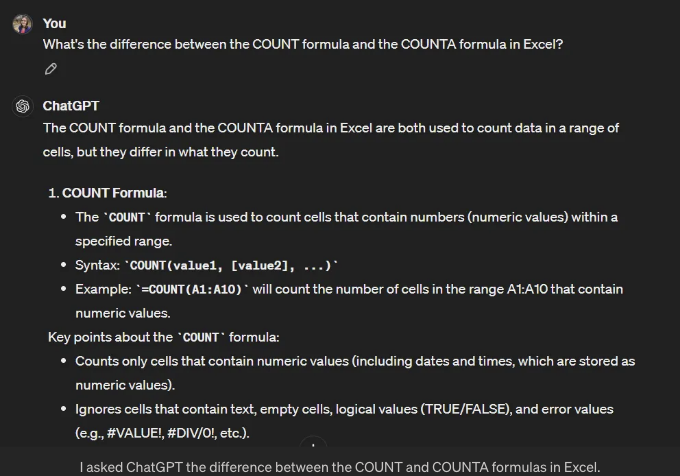 You
What's the difference between the COUNT formula and the COUNTA formula in Excel?
ChatGPT
The COUNT formula and the COUNTA formula in Excel are both used to count data in a range of
cells, but they differ in what they count.
1. COUNT Formula:
• The `COUNT` formula is used to count cells that contain numbers (numeric values) within a
specified range.
• Syntax: `COUNT(value1, [value2], ...)`
• Example: `=COUNT(A1:A10)` will count the number of cells in the range A1:A10 that contain
numeric values.
Key points about the `COUNT` formula:
• Counts only cells that contain numeric values (including dates and times, which are stored as
numeric values).
• Ignores cells that contain text, empty cells, logical values (TRUE/FALSE), and error values
(e.g., #VALUE!, #DIV/0!, etc.).
I asked ChatGPT the difference between the COUNT and COUNTA formulas in Excel.